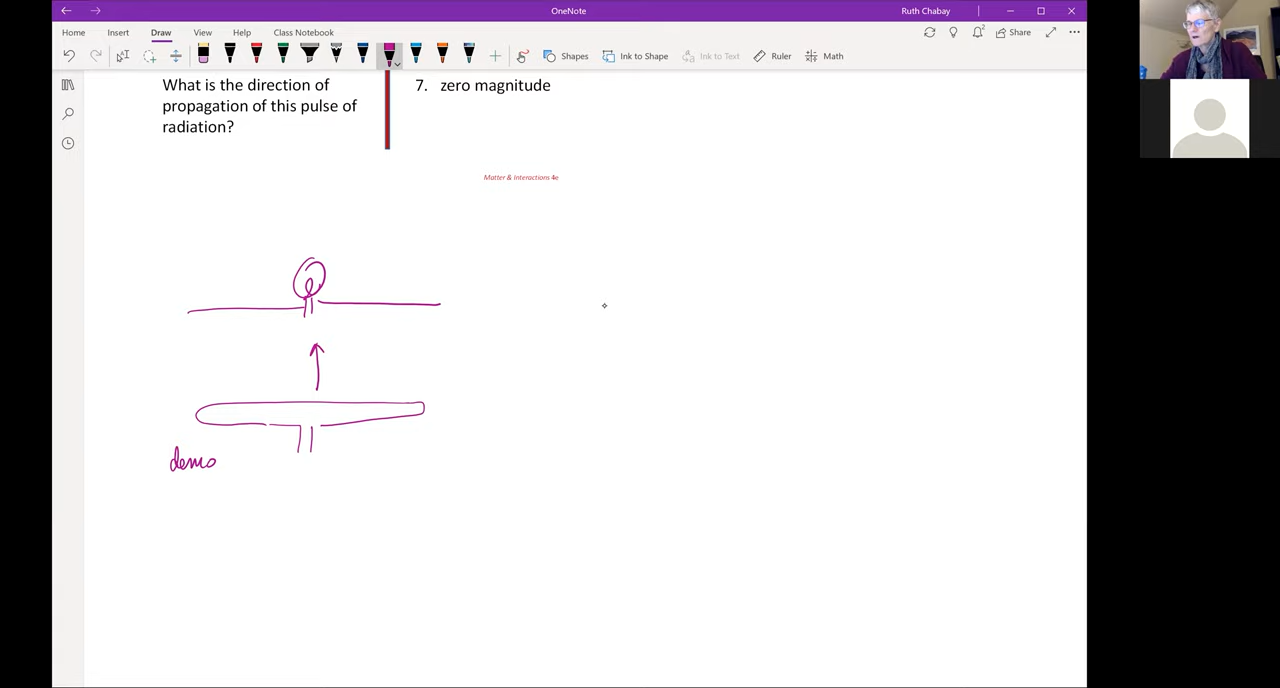 OneNote
Ruth Chabay
Home Insert Draw View Help Class Notebook
Share
Shapes Ink to Shape Ink to Text Ruler Math
What is the direction of
propagation of this pulse of
radiation?
7. zero magnitude
Matter & Interactions 4e
demo